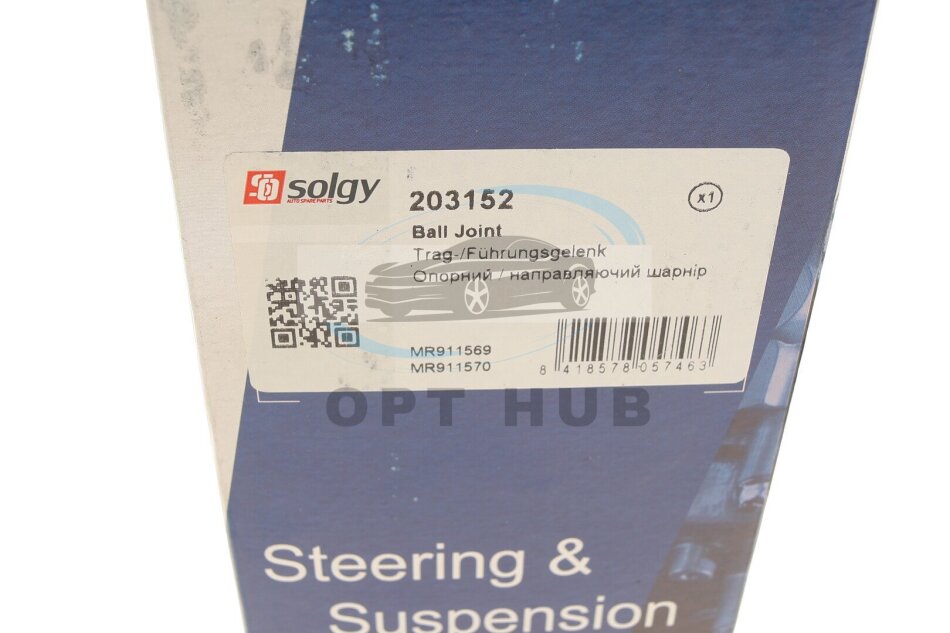 solgy
AUTO SPARE PARTS
203152
x1
Ball Joint
Trag-/Führungsgelenk
Опорний / направляючий шарнір
MR911569
MR911570
8 418578 057463
OPT HUB
Steering &
Suspension